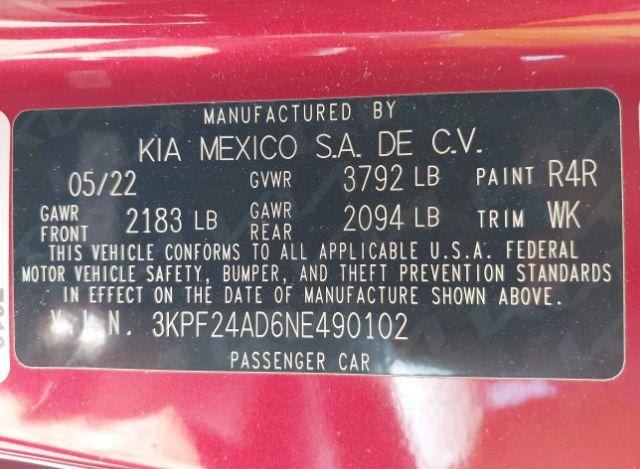 MANUFACTURED BY
KIA MEXICO S.A. DE C.V.
05/22 GVWR 3792 LB PAINT R4R
GAWR FRONT 2183 LB GAWR REAR 2094 LB TRIM WK
THIS VEHICLE CONFORMS TO ALL APPLICABLE U.S.A. FEDERAL
MOTOR VEHICLE SAFETY, BUMPER, AND THEFT PREVENTION STANDARDS
IN EFFECT ON THE DATE OF MANUFACTURE SHOWN ABOVE.
V.I.N. 3KPF24AD6NE490102
PASSENGER CAR